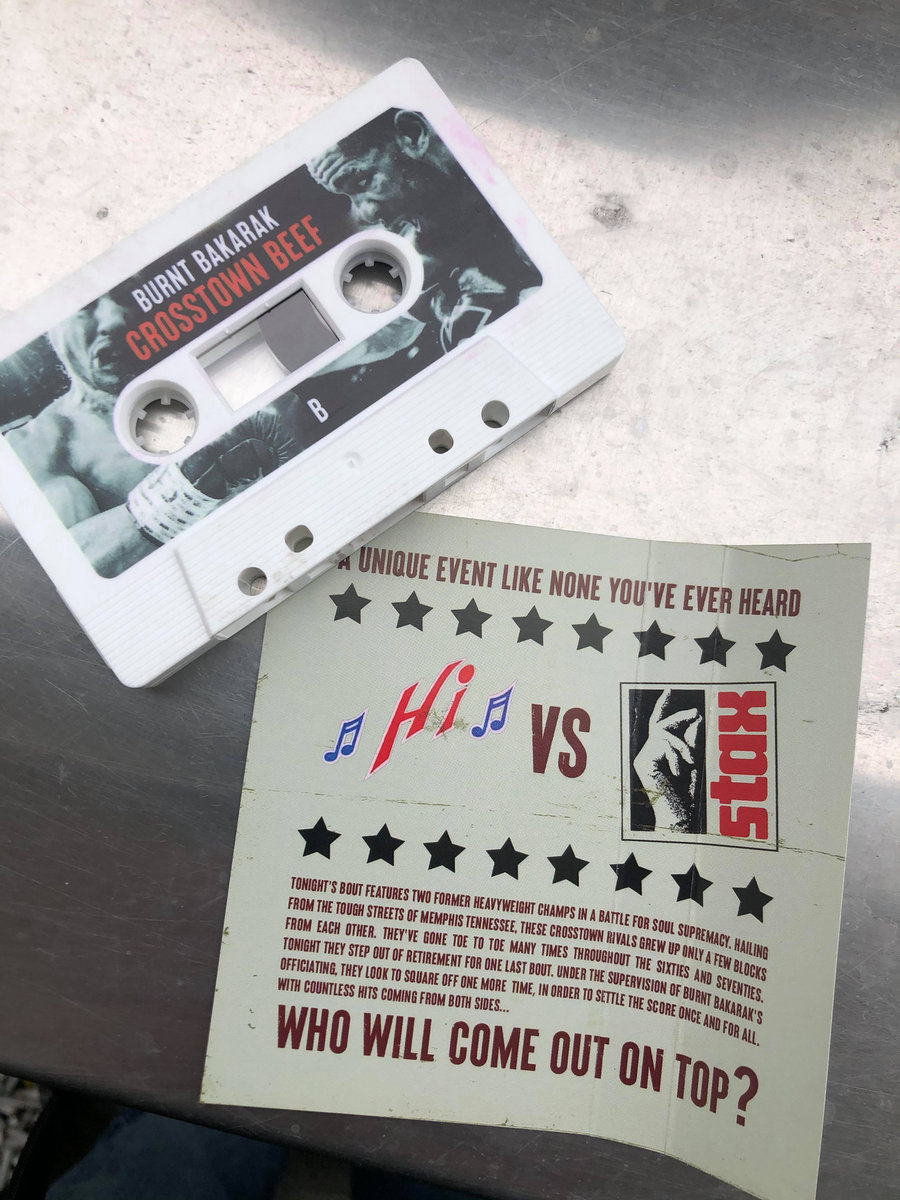 BURNT BAKARAK
CROSSTOWN BEEF
B
A UNIQUE EVENT LIKE NONE YOU'VE EVER HEARD
Hi
VS
stax
TONIGHT'S BOUT FEATURES TWO FORMER HEAVYWEIGHT CHAMPS IN A BATTLE FOR SOUL SUPREMACY. HAILING
FROM THE TOUGH STREETS OF MEMPHIS TENNESSEE, THESE CROSSTOWN RIVALS GREW UP ONLY A FEW BLOCKS
FROM EACH OTHER. THEY'VE GONE TOE TO TOE MANY TIMES THROUGHOUT THE SIXTIES AND SEVENTIES.
TONIGHT THEY STEP OUT OF RETIREMENT FOR ONE LAST BOUT. UNDER THE SUPERVISION OF BURNT BAKARAK'S
OFFICIATING, THEY LOOK TO SQUARE OFF ONE MORE TIME, IN ORDER TO SETTLE THE SCORE ONCE AND FOR ALL.
WITH COUNTLESS HITS COMING FROM BOTH SIDES...
WHO WILL COME OUT ON TOP?